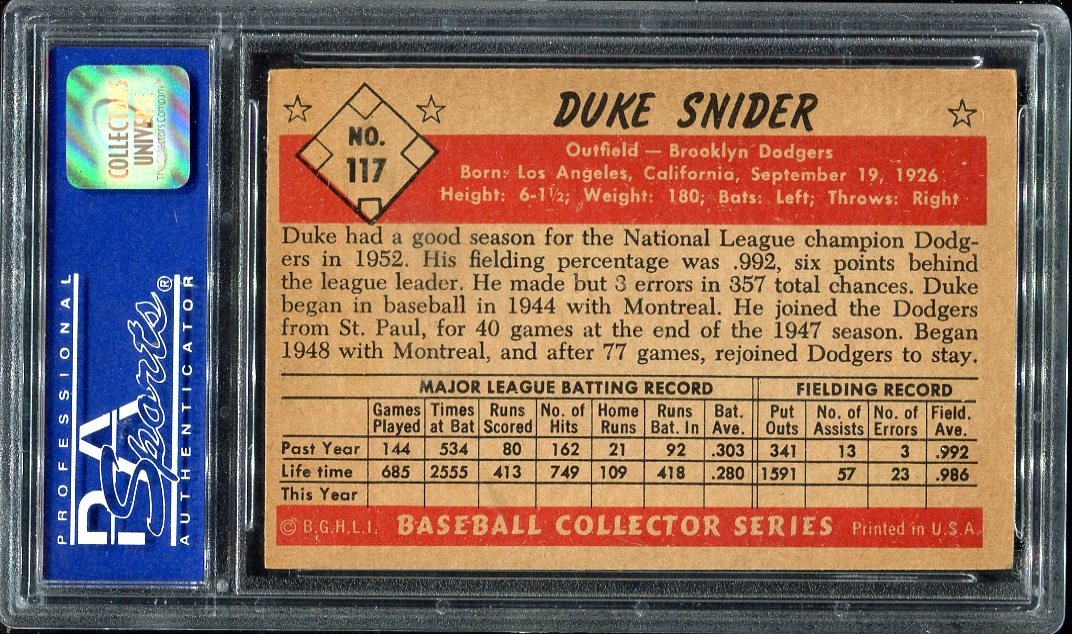 COLLECTORS
UNIVERSE
The Collectors Company
PROFESSIONAL
PSA
Sports®
AUTHENTICATOR
NO.
117
DUKE SNIDER
Outfield — Brooklyn Dodgers
Born: Los Angeles, California, September 19, 1926
Height: 6-1½; Weight: 180; Bats: Left; Throws: Right
Duke had a good season for the National League champion Dodg-
ers in 1952. His fielding percentage was .992, six points behind
the league leader. He made but 3 errors in 357 total chances. Duke
began in baseball in 1944 with Montreal. He joined the Dodgers
from St. Paul, for 40 games at the end of the 1947 season. Began
1948 with Montreal, and after 77 games, rejoined Dodgers to stay.
MAJOR LEAGUE BATTING RECORD FIELDING RECORD
Games Times Runs No. of Home Runs Bat. Put No. of No. of Field.
Played at Bat Scored Hits Runs Bat. In Ave. Outs Assists Errors Ave.
Past Year 144 534 80 162 21 92 .303 341 13 3 .992
Life time 685 2555 413 749 109 418 .280 1591 57 23 .986
This Year
© B.G.H.L.I. BASEBALL COLLECTOR SERIES Printed in U.S.A.